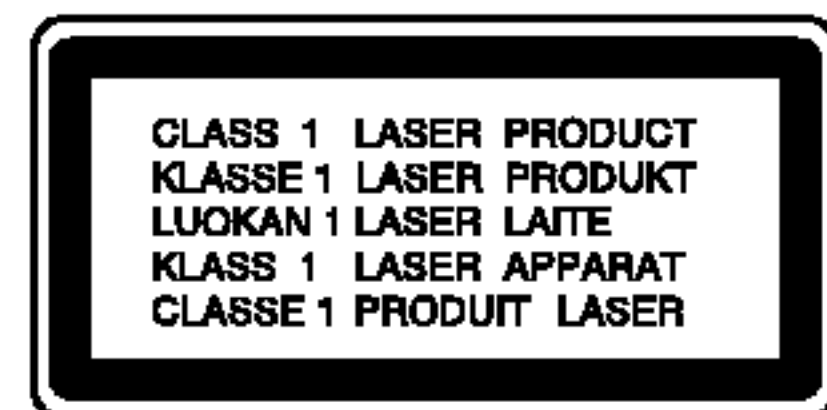 CLASS 1 LASER PRODUCT
KLASSE 1 LASER PRODUKT
LUOKAN 1 LASER LAITE
KLASS 1 LASER APPARAT
CLASSE 1 PRODUIT LASER